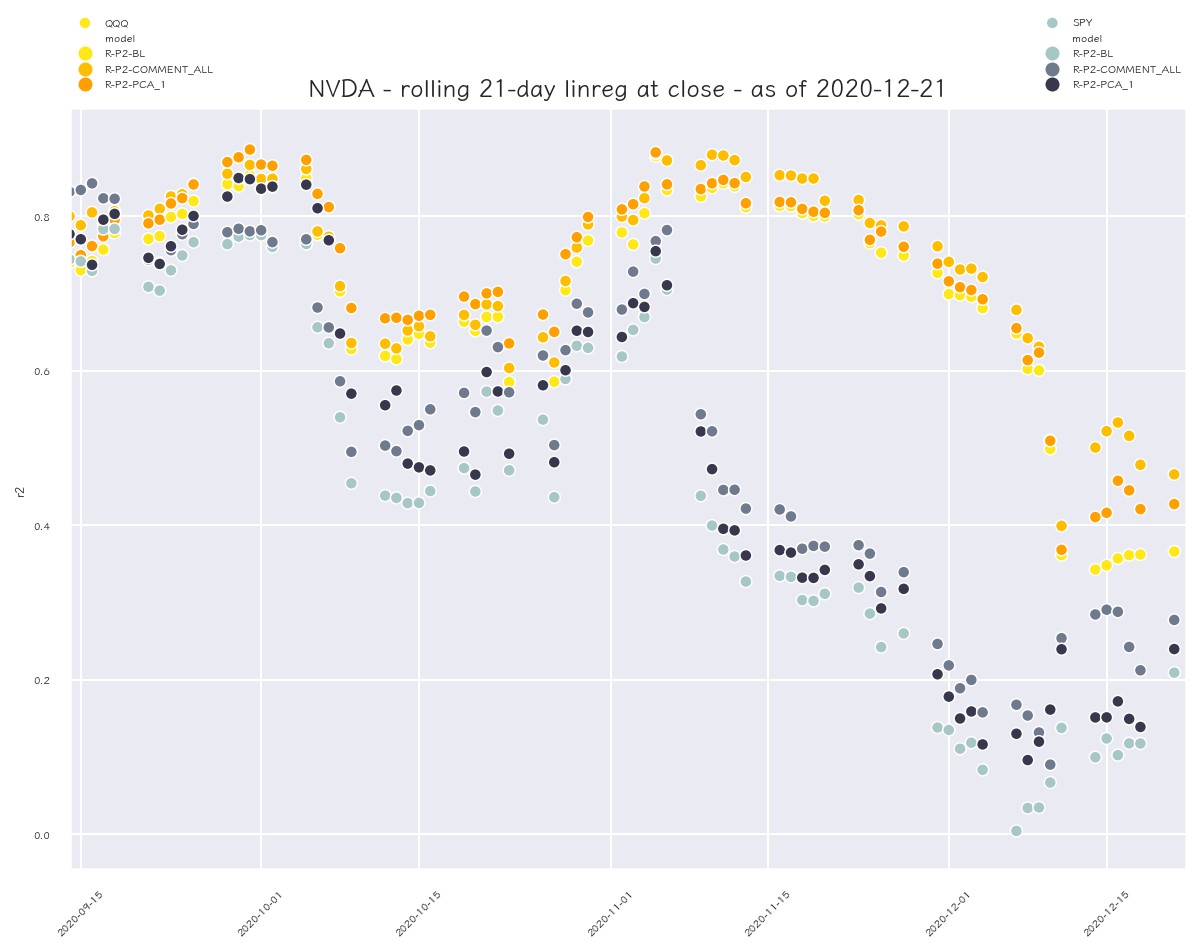 QQQ
model
R-P2-BL
R-P2-COMMENT_ALL
R-P2-PCA_1
SPY
model
R-P2-BL
R-P2-COMMENT_ALL
R-P2-PCA_1
NVDA - rolling 21-day linreg at close - as of 2020-12-21
r2
0.8
0.6
0.4
0.2
0.0
2020-09-15
2020-10-01
2020-10-15
2020-11-01
2020-11-15
2020-12-01
2020-12-15